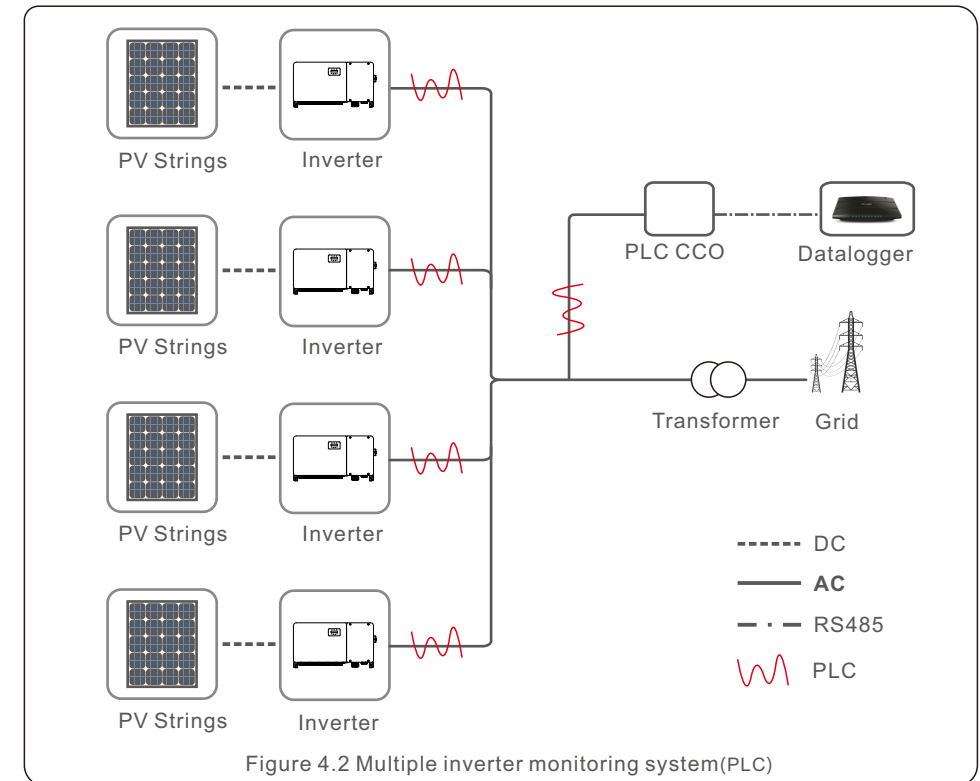 PV Strings Inverter
PLC CCO Datalogger
PV Strings Inverter
Transformer Grid
PV Strings Inverter
DC
AC
RS485
PLC
PV Strings Inverter
Figure 4.2 Multiple inverter monitoring system(PLC)